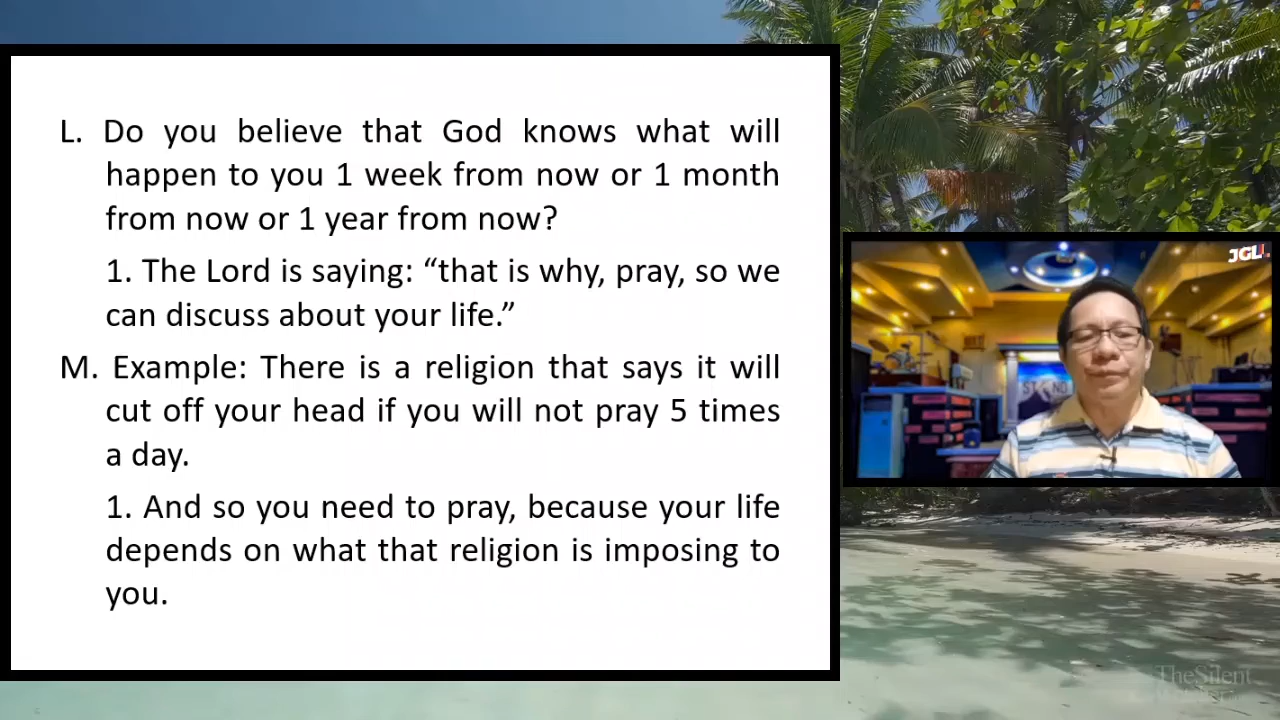 L. Do you believe that God knows what will
happen to you 1 week from now or 1 month
from now or 1 year from now?
1. The Lord is saying: “that is why, pray, so we
can discuss about your life.”
M. Example: There is a religion that says it will
cut off your head if you will not pray 5 times
a day.
1. And so you need to pray, because your life
depends on what that religion is imposing to
you.
JGLI
TheSilent